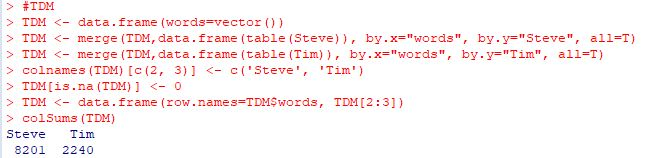 > #TDM
> TDM <- data.frame(words=vector())
> TDM <- merge(TDM,data.frame(table(Steve)), by.x="words", by.y="Steve", all=T)
> TDM <- merge(TDM,data.frame(table(Tim)), by.x="words", by.y="Tim", all=T)
> colnames(TDM)[c(2, 3)] <- c('Steve', 'Tim')
> TDM[is.na(TDM)] <- 0
> TDM <- data.frame(row.names=TDM$words, TDM[2:3])
> colSums(TDM)
Steve   Tim
 8201  2240